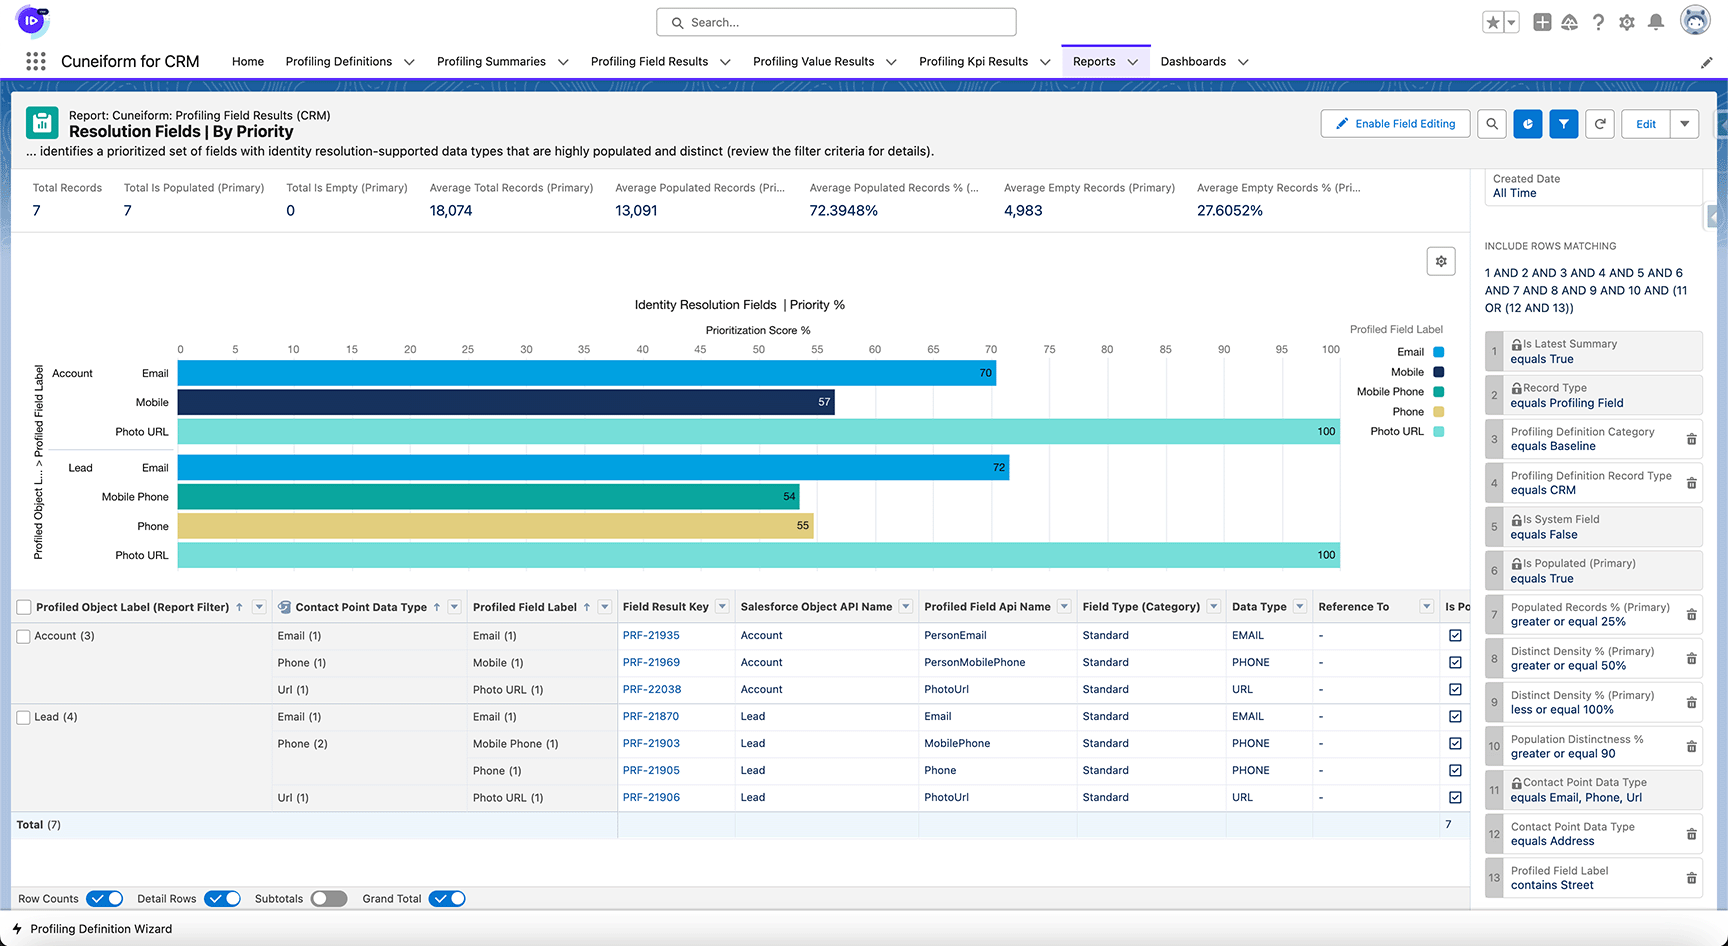 ID
Search...
Cuneiform for CRM
Home
Profiling Definitions
Profiling Summaries
Profiling Field Results
Profiling Value Results
Profiling Kpi Results
Reports
Dashboards
Report: Cuneiform: Profiling Field Results (CRM)
Resolution Fields | By Priority
... identifies a prioritized set of fields with identity resolution-supported data types that are highly populated and distinct (review the filter criteria for details).
Enable Field Editing
Edit
Total Records
7
Total Is Populated (Primary)
7
Total Is Empty (Primary)
0
Average Total Records (Primary)
18,074
Average Populated Records (Pri...
13,091
Average Populated Records % (...
72.3948%
Average Empty Records (Primary)
4,983
Average Empty Records % (Pri...
27.6052%
Identity Resolution Fields | Priority %
Prioritization Score %
0 5 10 15 20 25 30 35 40 45 50 55 60 65 70 75 80 85 90 95 100
Profiled Object L... > Profiled Field Label
Account Email 70
Mobile 57
Photo URL 100
Lead Email 72
Mobile Phone 54
Phone 55
Photo URL 100
Profiled Field Label
Email
Mobile
Mobile Phone
Phone
Photo URL
Profiled Object Label (Report Filter) ↑ Contact Point Data Type ↑ Profiled Field Label ↑ Field Result Key Salesforce Object API Name Profiled Field Api Name Field Type (Category) Data Type Reference To Is Po
Account (3) Email (1) Email (1) PRF-21935 Account PersonEmail Standard EMAIL -
Phone (1) Mobile (1) PRF-21969 Account PersonMobilePhone Standard PHONE -
Url (1) Photo URL (1) PRF-22038 Account PhotoUrl Standard URL -
Lead (4) Email (1) Email (1) PRF-21870 Lead Email Standard EMAIL -
Phone (2) Mobile Phone (1) PRF-21903 Lead MobilePhone Standard PHONE -
Phone (1) PRF-21905 Lead Phone Standard PHONE -
Url (1) Photo URL (1) PRF-21906 Lead PhotoUrl Standard URL -
Total (7) 7
Row Counts
Detail Rows
Subtotals
Grand Total
Created Date
All Time
INCLUDE ROWS MATCHING
1 AND 2 AND 3 AND 4 AND 5 AND 6
AND 7 AND 8 AND 9 AND 10 AND (11
OR (12 AND 13))
1 Is Latest Summary
equals True
2 Record Type
equals Profiling Field
3 Profiling Definition Category
equals Baseline
4 Profiling Definition Record Type
equals CRM
5 Is System Field
equals False
6 Is Populated (Primary)
equals True
7 Populated Records % (Primary)
greater or equal 25%
8 Distinct Density % (Primary)
greater or equal 50%
9 Distinct Density % (Primary)
less or equal 100%
10 Population Distinctness %
greater or equal 90
11 Contact Point Data Type
equals Email, Phone, Url
12 Contact Point Data Type
equals Address
13 Profiled Field Label
contains Street
Profiling Definition Wizard